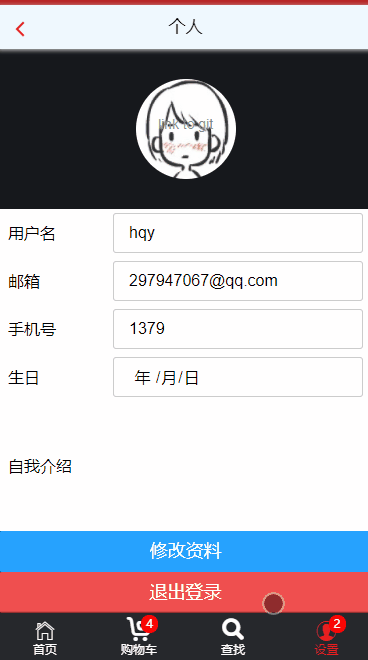 个人
link to git
用户名 hqy
邮箱 297947067@qq.com
手机号 1379
生日 年 /月/日
自我介绍
修改资料
退出登录
4 2
首页 购物车 查找 设置